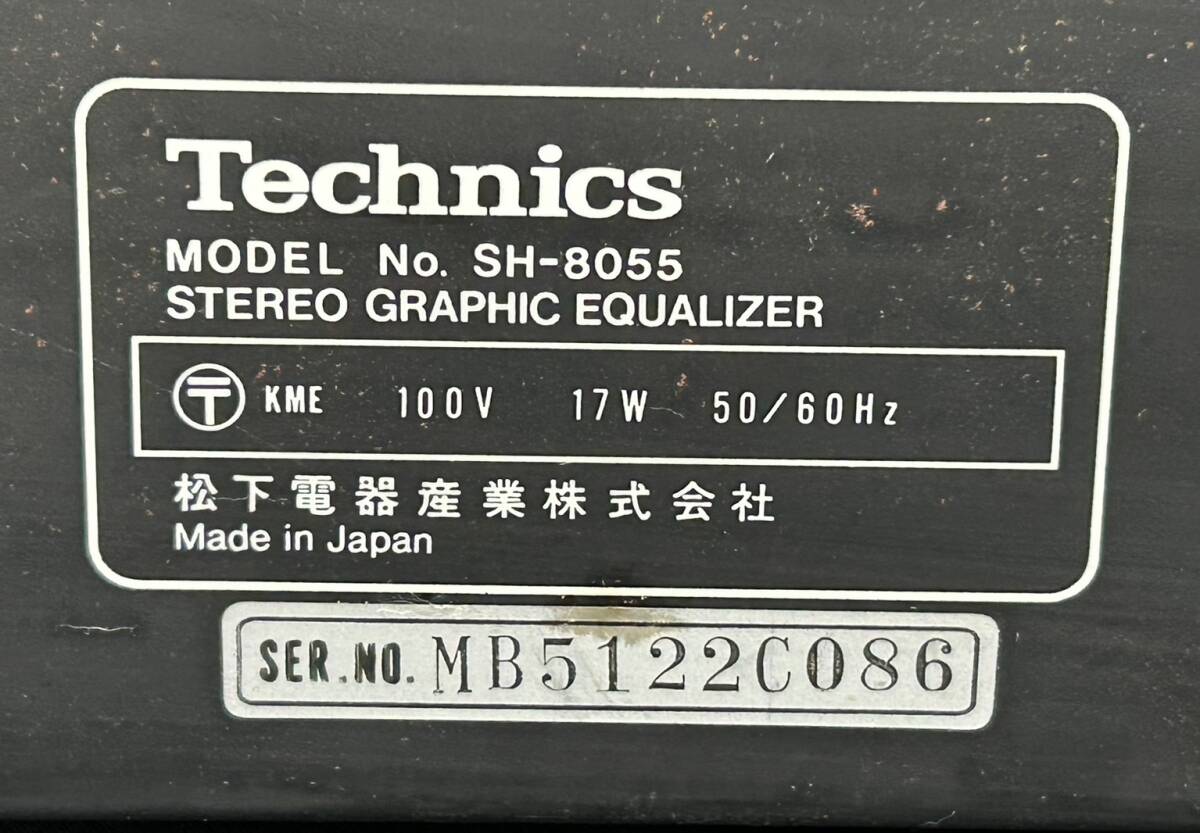 Technics
MODEL No. SH-8055
STEREO GRAPHIC EQUALIZER
〒 KME 100V 17W 50/60Hz
松下電器産業株式会社
Made in Japan
SER.NO. MB5122C086